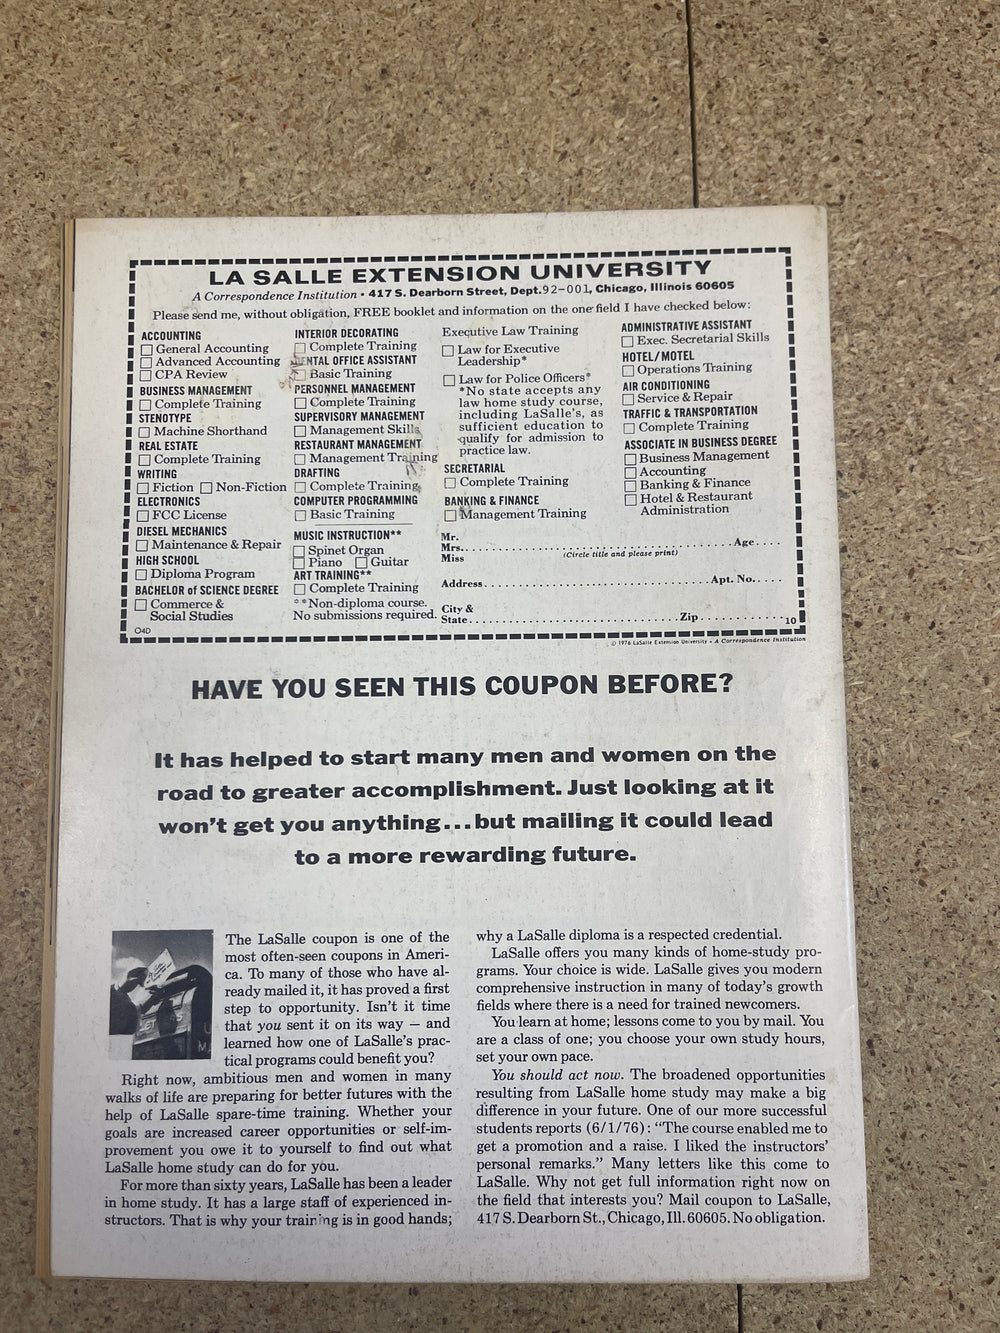 LA SALLE EXTENSION UNIVERSITY
A Correspondence Institution • 417 S. Dearborn Street, Dept. 92-001, Chicago, Illinois 60605
Please send me, without obligation, FREE booklet and information on the one field I have checked below:
ACCOUNTING
General Accounting
Advanced Accounting
CPA Review
BUSINESS MANAGEMENT
Complete Training
STENOTYPE
Machine Shorthand
REAL ESTATE
Complete Training
WRITING
Fiction Non-Fiction
ELECTRONICS
FCC License
DIESEL MECHANICS
Maintenance & Repair
HIGH SCHOOL
Diploma Program
BACHELOR of SCIENCE DEGREE
Commerce &
Social Studies
O4D
INTERIOR DECORATING
Complete Training
OFFICE ASSISTANT
Basic Training
PERSONNEL MANAGEMENT
Complete Training
SUPERVISORY MANAGEMENT
Management Skills
RESTAURANT MANAGEMENT
Management Training
DRAFTING
Complete Training
COMPUTER PROGRAMMING
Basic Training
MUSIC INSTRUCTION**
Spinet Organ
Piano Guitar
ART TRAINING**
Complete Training
**Non-diploma course.
No submissions required.
Executive Law Training
Law for Executive
Leadership*
Law for Police Officers*
*No state accepts any
law home study course,
including LaSalle's, as
sufficient education to
qualify for admission to
practice law.
SECRETARIAL
Complete Training
BANKING & FINANCE
Management Training
ADMINISTRATIVE ASSISTANT
Exec. Secretarial Skills
HOTEL/MOTEL
Operations Training
AIR CONDITIONING
Service & Repair
TRAFFIC & TRANSPORTATION
Complete Training
ASSOCIATE IN BUSINESS DEGREE
Business Management
Accounting
Banking & Finance
Hotel & Restaurant
Administration
Mr.
Mrs. Age
Miss (Circle title and please print)
Address Apt. No.
City &
State Zip 10
© 1976 LaSalle Extension University • A Correspondence Institution
HAVE YOU SEEN THIS COUPON BEFORE?
It has helped to start many men and women on the
road to greater accomplishment. Just looking at it
won't get you anything...but mailing it could lead
to a more rewarding future.
The LaSalle coupon is one of the
most often-seen coupons in Ameri-
ca. To many of those who have al-
ready mailed it, it has proved a first
step to opportunity. Isn't it time
that you sent it on its way — and
learned how one of LaSalle's prac-
tical programs could benefit you?
Right now, ambitious men and women in many
walks of life are preparing for better futures with the
help of LaSalle spare-time training. Whether your
goals are increased career opportunities or self-im-
provement you owe it to yourself to find out what
LaSalle home study can do for you.
For more than sixty years, LaSalle has been a leader
in home study. It has a large staff of experienced in-
structors. That is why your training is in good hands;
why a LaSalle diploma is a respected credential.
LaSalle offers you many kinds of home-study pro-
grams. Your choice is wide. LaSalle gives you modern
comprehensive instruction in many of today's growth
fields where there is a need for trained newcomers.
You learn at home; lessons come to you by mail. You
are a class of one; you choose your own study hours,
set your own pace.
You should act now. The broadened opportunities
resulting from LaSalle home study may make a big
difference in your future. One of our more successful
students reports (6/1/76): "The course enabled me to
get a promotion and a raise. I liked the instructors'
personal remarks." Many letters like this come to
LaSalle. Why not get full information right now on
the field that interests you? Mail coupon to LaSalle,
417 S. Dearborn St., Chicago, Ill. 60605. No obligation.